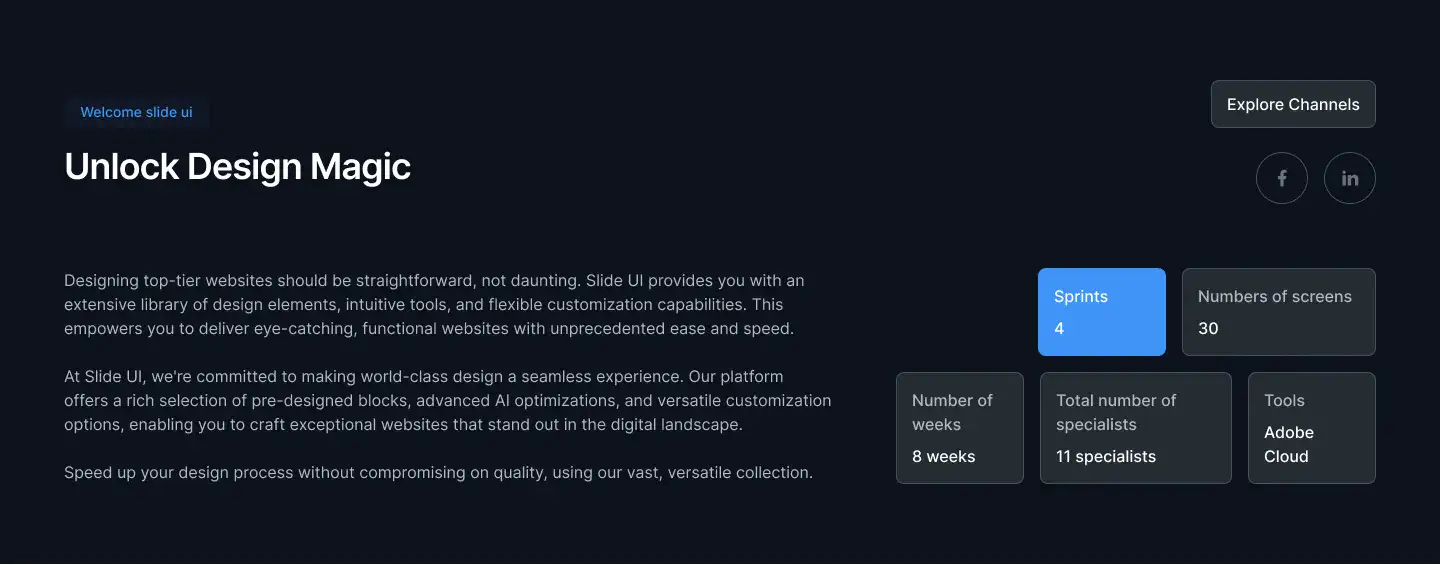 Welcome slide ui
Unlock Design Magic
Explore Channels
f
in
Designing top-tier websites should be straightforward, not daunting. Slide UI provides you with an
extensive library of design elements, intuitive tools, and flexible customization capabilities. This
empowers you to deliver eye-catching, functional websites with unprecedented ease and speed.
At Slide UI, we're committed to making world-class design a seamless experience. Our platform
offers a rich selection of pre-designed blocks, advanced AI optimizations, and versatile customization
options, enabling you to craft exceptional websites that stand out in the digital landscape.
Speed up your design process without compromising on quality, using our vast, versatile collection.
Sprints
4
Numbers of screens
30
Number of
weeks
8 weeks
Total number of
specialists
11 specialists
Tools
Adobe
Cloud